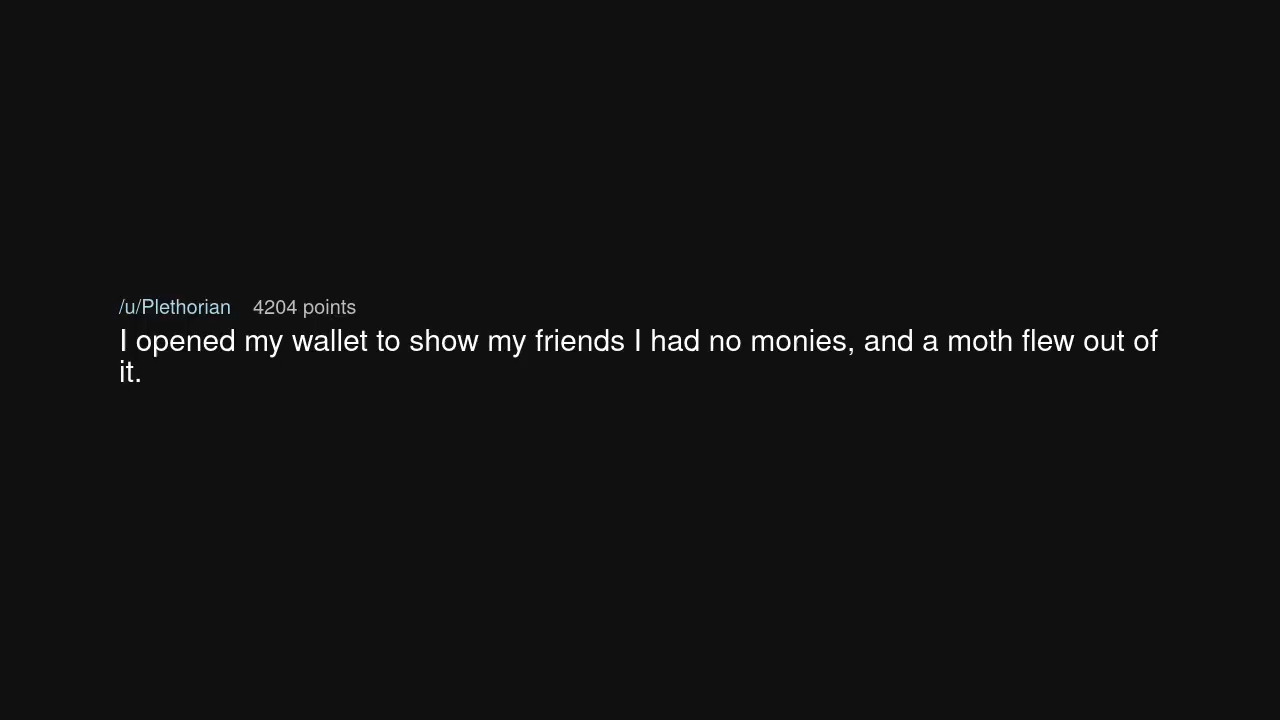 /u/Plethorian 4204 points
I opened my wallet to show my friends I had no monies, and a moth flew out of
it.